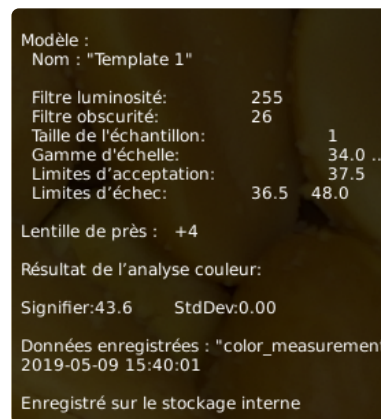 Modèle :
Nom : "Template 1"
Filtre luminosité: 255
Filtre obscurité: 26
Taille de l'échantillon: 1
Gamme d'échelle: 34.0 ..
Limites d’acceptation: 37.5
Limites d’échec: 36.5 48.0
Lentille de près : +4
Résultat de l’analyse couleur:
Signifier:43.6 StdDev:0.00
Données enregistrées : "color_measurement
2019-05-09 15:40:01
Enregistré sur le stockage interne